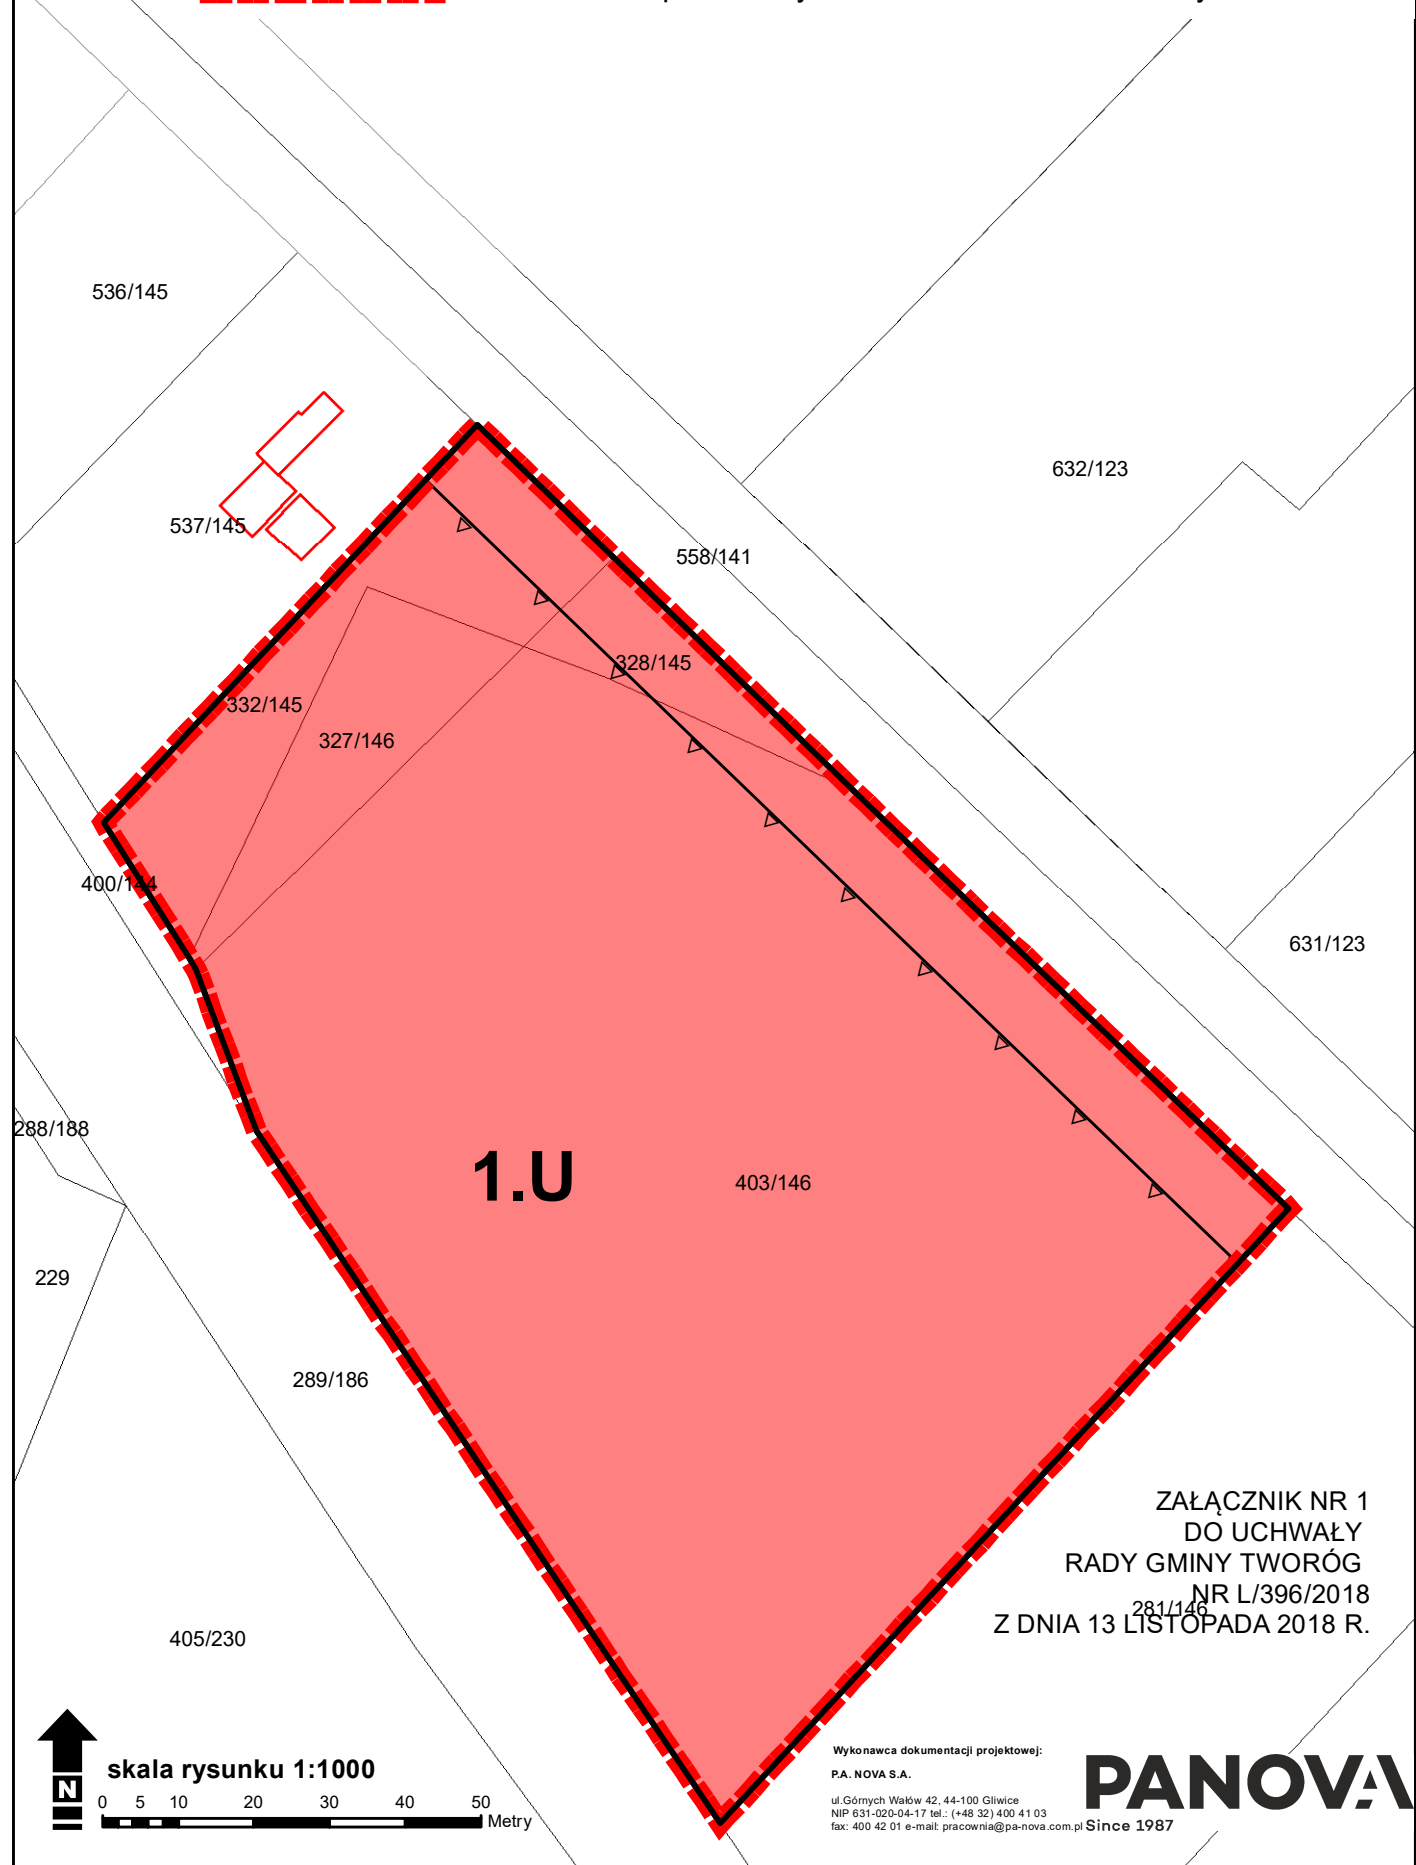 536/145
632/123
537/145
558/141
328/145
332/145
327/146
400/144
631/123
288/188
1.U
403/146
229
289/186
ZAŁĄCZNIK NR 1
DO UCHWAŁY
RADY GMINY TWORÓG
NR L/396/2018
281/146
Z DNIA 13 LISTOPADA 2018 R.
405/230
N
skala rysunku 1:1000
0 5 10 20 30 40 50
Metry
Wykonawca dokumentacji projektowej:
P.A. NOVA S.A.
ul.Górnych Wałów 42, 44-100 Gliwice
NIP 631-020-04-17 tel.: (+48 32) 400 41 03
fax: 400 42 01 e-mail: pracownia@pa-nova.com.pl
PANOVA
Since 1987